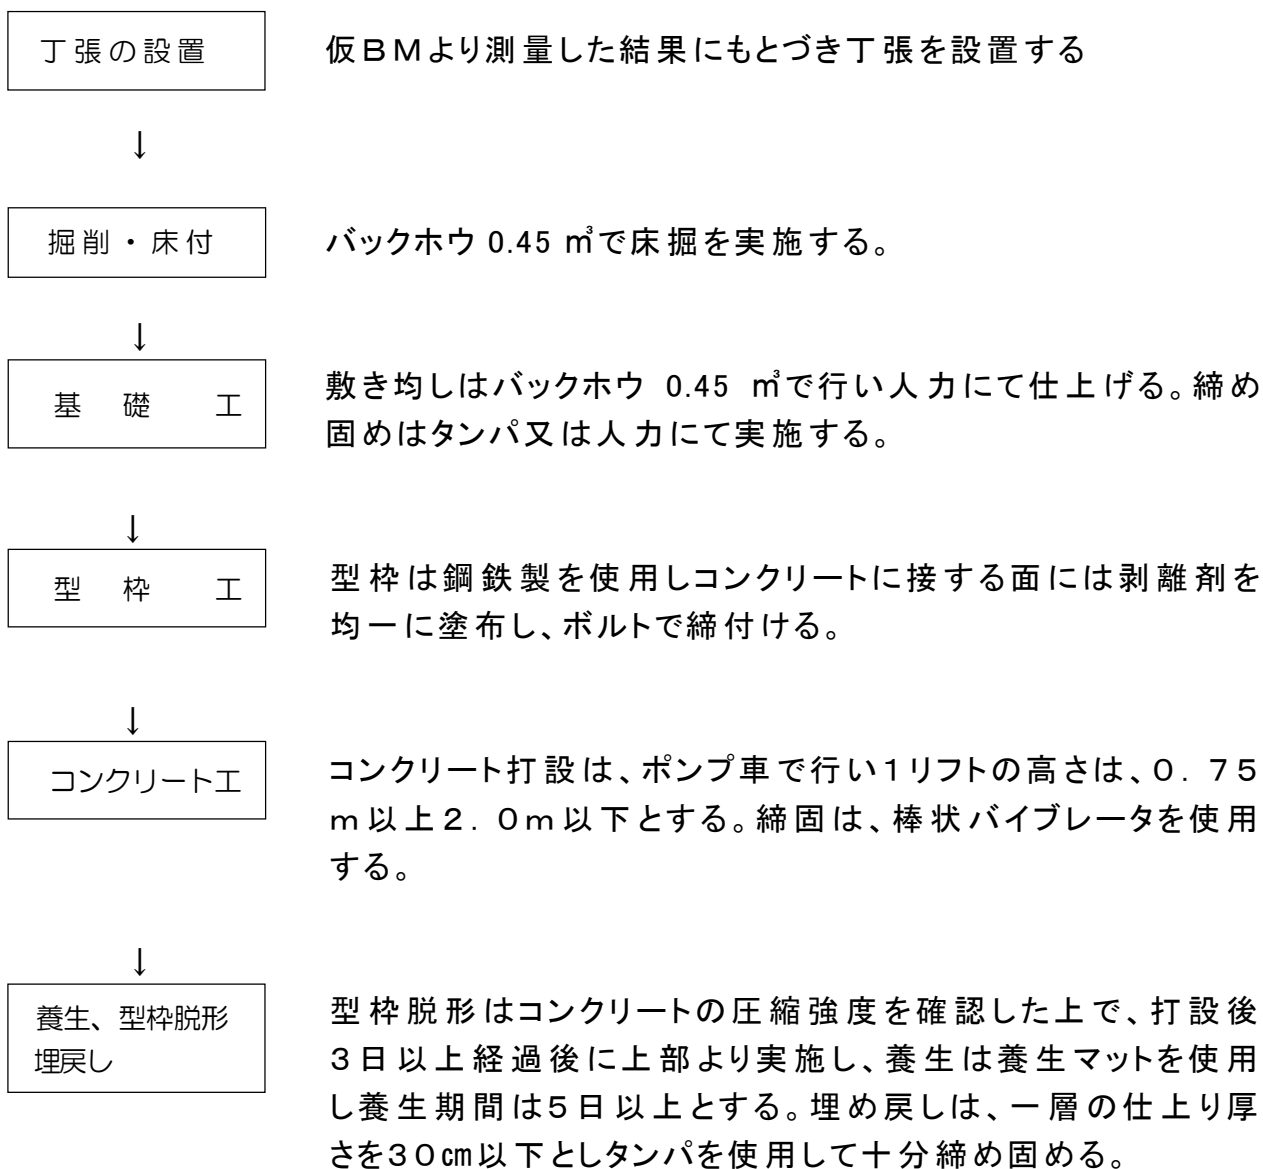 丁張の設置
仮BMより測量した結果にもとづき丁張を設置する
↓
掘削・床付
バックホウ 0.45 ㎥で床掘を実施する。
↓
基礎工
敷き均しはバックホウ 0.45 ㎥で行い人力にて仕上げる。締め
固めはタンパ又は人力にて実施する。
↓
型枠工
型枠は鋼鉄製を使用しコンクリートに接する面には剥離剤を
均一に塗布し、ボルトで締付ける。
↓
コンクリート工
コンクリート打設は、ポンプ車で行い1リフトの高さは、0.75
m以上2.0m以下とする。締固は、棒状バイブレータを使用
する。
↓
養生、型枠脱形
埋戻し
型枠脱形はコンクリートの圧縮強度を確認した上で、打設後
3日以上経過後に上部より実施し、養生は養生マットを使用
し養生期間は5日以上とする。埋め戻しは、一層の仕上り厚
さを30㎝以下としタンパを使用して十分締め固める。